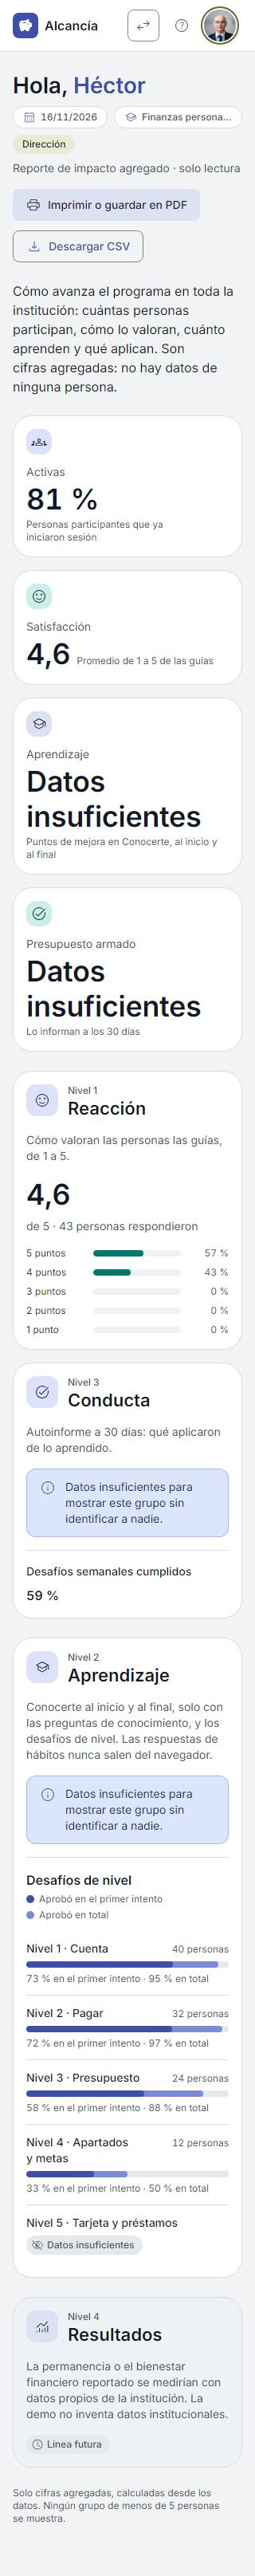 Alcancía
Hola, Héctor
16/11/2026
Finanzas persona...
Dirección
Reporte de impacto agregado · solo lectura
Imprimir o guardar en PDF
Descargar CSV
Cómo avanza el programa en toda la
institución: cuántas personas
participan, cómo lo valoran, cuánto
aprenden y qué aplican. Son
cifras agregadas: no hay datos de
ninguna persona.
Activas
81 %
Personas participantes que ya
iniciaron sesión
Satisfacción
4,6 Promedio de 1 a 5 de las guías
Aprendizaje
Datos
insuficientes
Puntos de mejora en Conocerte, al inicio y
al final
Presupuesto armado
Datos
insuficientes
Lo informan a los 30 días
Nivel 1
Reacción
Cómo valoran las personas las guías,
de 1 a 5.
4,6
de 5 · 43 personas respondieron
5 puntos 57 %
4 puntos 43 %
3 puntos 0 %
2 puntos 0 %
1 punto 0 %
Nivel 3
Conducta
Autoinforme a 30 días: qué aplicaron
de lo aprendido.
Datos insuficientes para
mostrar este grupo sin
identificar a nadie.
Desafíos semanales cumplidos
59 %
Nivel 2
Aprendizaje
Conocerte al inicio y al final, solo con
las preguntas de conocimiento, y los
desafíos de nivel. Las respuestas de
hábitos nunca salen del navegador.
Datos insuficientes para
mostrar este grupo sin
identificar a nadie.
Desafíos de nivel
Aprobó en el primer intento
Aprobó en total
Nivel 1 · Cuenta 40 personas
73 % en el primer intento · 95 % en total
Nivel 2 · Pagar 32 personas
72 % en el primer intento · 97 % en total
Nivel 3 · Presupuesto 24 personas
58 % en el primer intento · 88 % en total
Nivel 4 · Apartados 12 personas
y metas
33 % en el primer intento · 50 % en total
Nivel 5 · Tarjeta y préstamos
Datos insuficientes
Nivel 4
Resultados
La permanencia o el bienestar
financiero reportado se medirían con
datos propios de la institución. La
demo no inventa datos institucionales.
Línea futura
Solo cifras agregadas, calculadas desde los
datos. Ningún grupo de menos de 5 personas
se muestra.